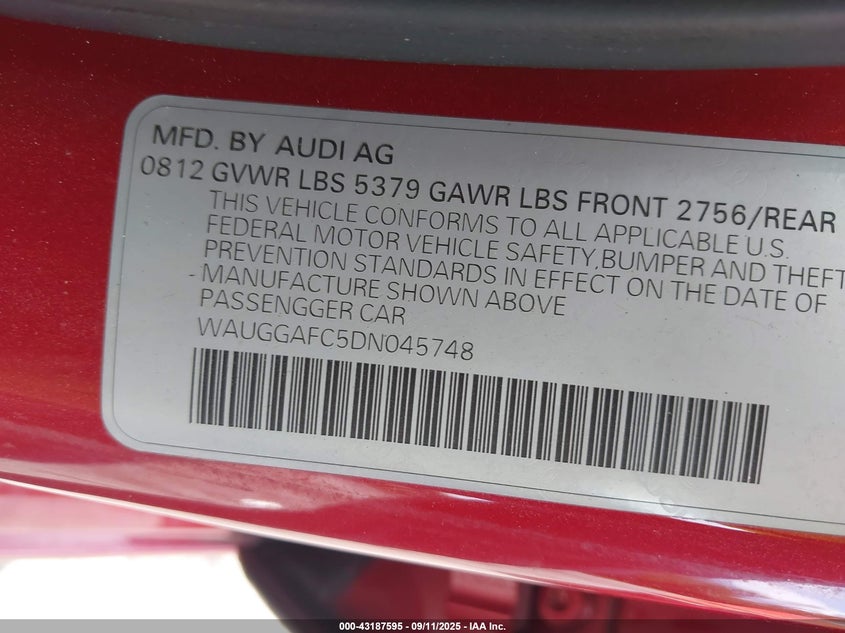 MFD. BY AUDI AG
0812 GVWR LBS 5379 GAWR LBS FRONT 2756/REAR
THIS VEHICLE CONFORMS TO ALL APPLICABLE U.S.
FEDERAL MOTOR VEHICLE SAFETY,BUMPER AND THEFT
PREVENTION STANDARDS IN EFFECT ON THE DATE OF
MANUFACTURE SHOWN ABOVE
PASSENGGER CAR
WAUGGAFC5DN045748
000-43187595 - 09/11/2025 - IAA Inc.